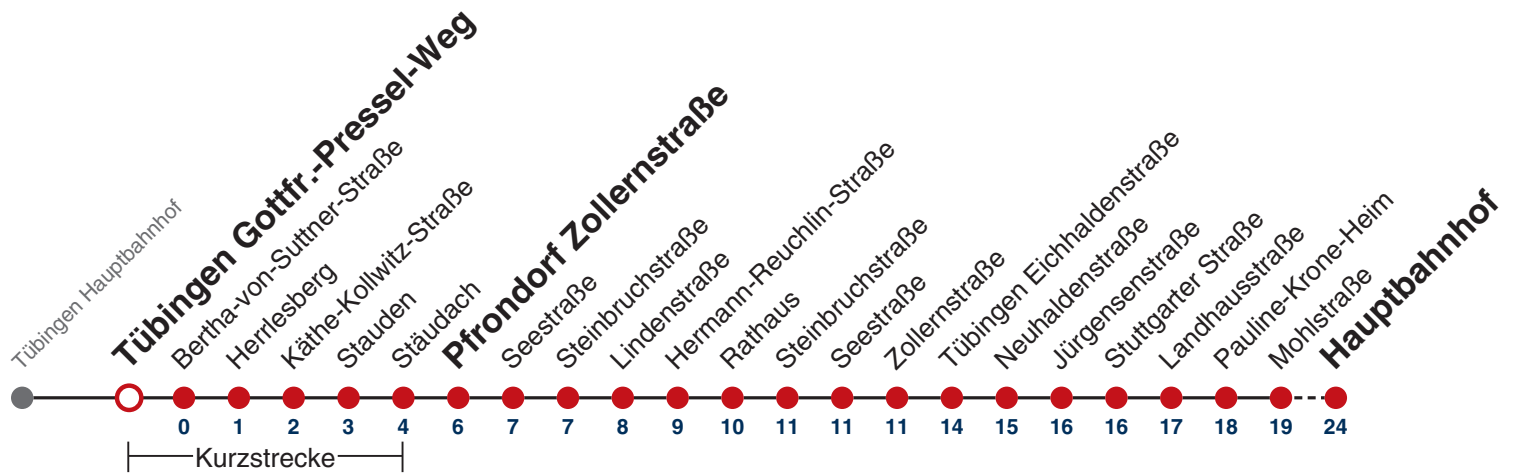 Tübingen Hauptbahnhof
Tübingen Gottfr.-Pressel-Weg
Bertha-von-Suttner-Straße
Herrlesberg
Käthe-Kollwitz-Straße
Stauden
Stäudach
Pfrondorf Zollernstraße
Seestraße
Steinbruchstraße
Lindenstraße
Hermann-Reuchlin-Straße
Rathaus
Steinbruchstraße
Seestraße
Zollernstraße
Tübingen Eichhaldenstraße
Neuhaldenstraße
Jürgensenstraße
Stuttgarter Straße
Landhausstraße
Pauline-Krone-Heim
Mohlstraße
Hauptbahnhof
0 1 2 3 4 6 7 7 8 9 10 11 11 11 14 15 16 16 17 18 19 24
Kurzstrecke